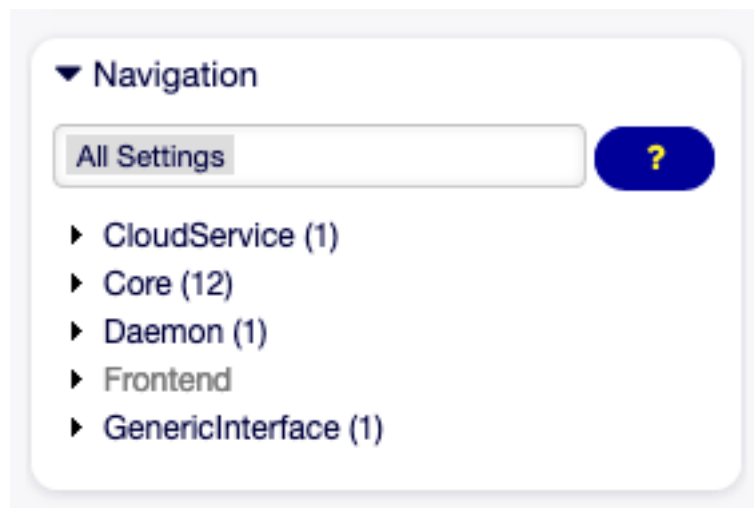 Navigation
All Settings
?
CloudService (1)
Core (12)
Daemon (1)
Frontend
GenericInterface (1)